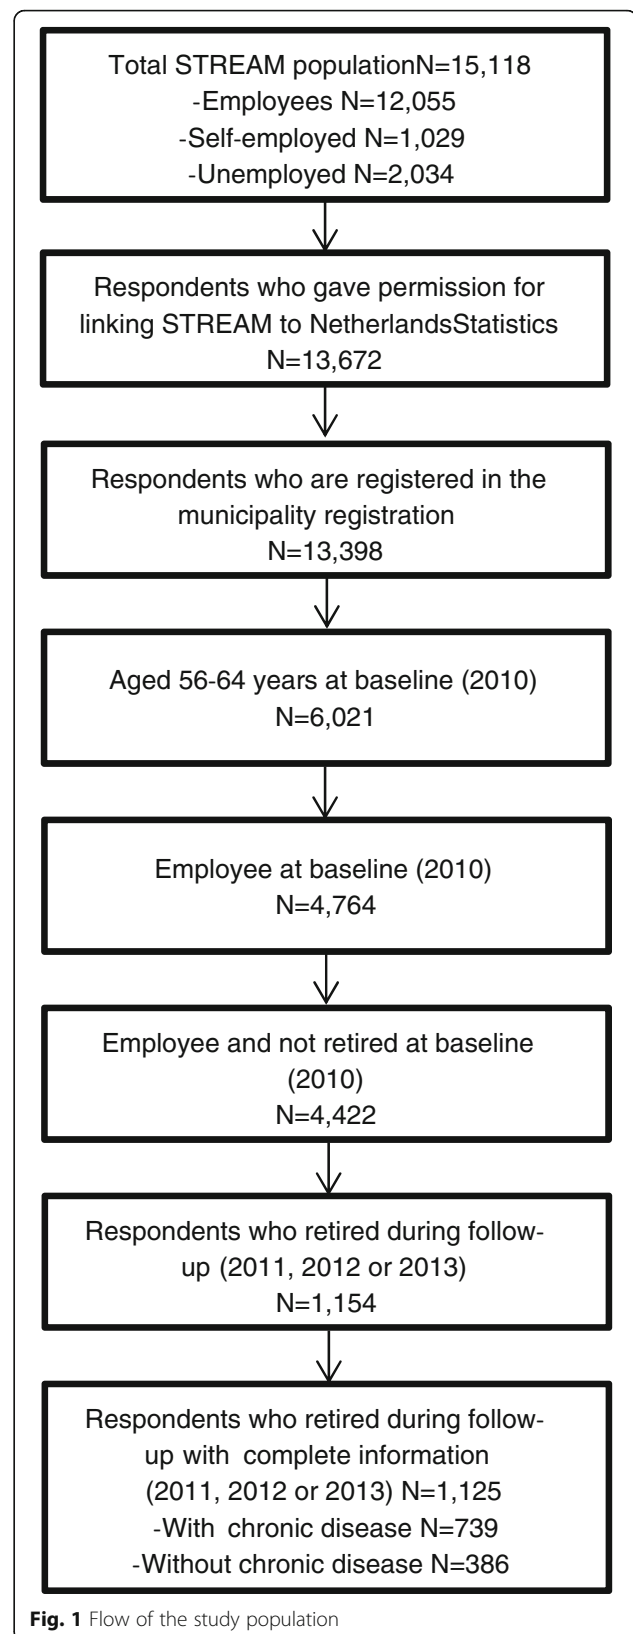 Total STREAM populationN=15,118
-Employees N=12,055
-Self-employed N=1,029
-Unemployed N=2,034
Respondents who gave permission for
linking STREAM to NetherlandsStatistics
N=13,672
Respondents who are registered in the
municipality registration
N=13,398
Aged 56-64 years at baseline (2010)
N=6,021
Employee at baseline (2010)
N=4,764
Employee and not retired at baseline
(2010)
N=4,422
Respondents who retired during follow-
up (2011, 2012 or 2013)
N=1,154
Respondents who retired during follow-
up with complete information
(2011, 2012 or 2013) N=1,125
-With chronic disease N=739
-Without chronic disease N=386
Fig. 1 Flow of the study population